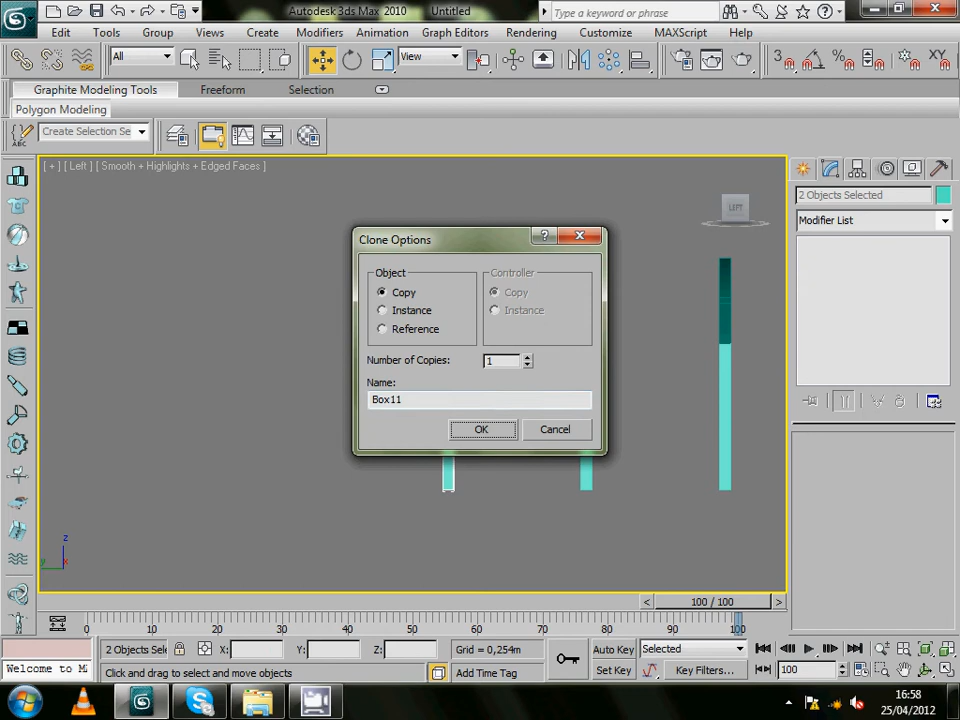 Autodesk 3ds Max 2010 Untitled
Type a keyword or phrase
Edit Tools Group Views Create Modifiers Animation Graph Editors Rendering Customize MAXScript Help
All
View
3
XY
Graphite Modeling Tools Freeform Selection
Polygon Modeling
ABC
Create Selection Se
[ + ] [ Left ] [ Smooth + Highlights + Edged Faces ]
LEFT
2 Objects Selected
Modifier List
Clone Options
Object
Copy
Instance
Reference
Controller
Copy
Instance
Number of Copies: 1
Name:
Box11
OK Cancel
z
y x
< 100 / 100 >
0 10 20 30 40 50 60 70 80 90 100
2 Objects Sele X: Y: Z: Grid = 0,254m Auto Key Selected
Welcome to M
Click and drag to select and move objects Add Time Tag Set Key Key Filters... 100
16:58
25/04/2012